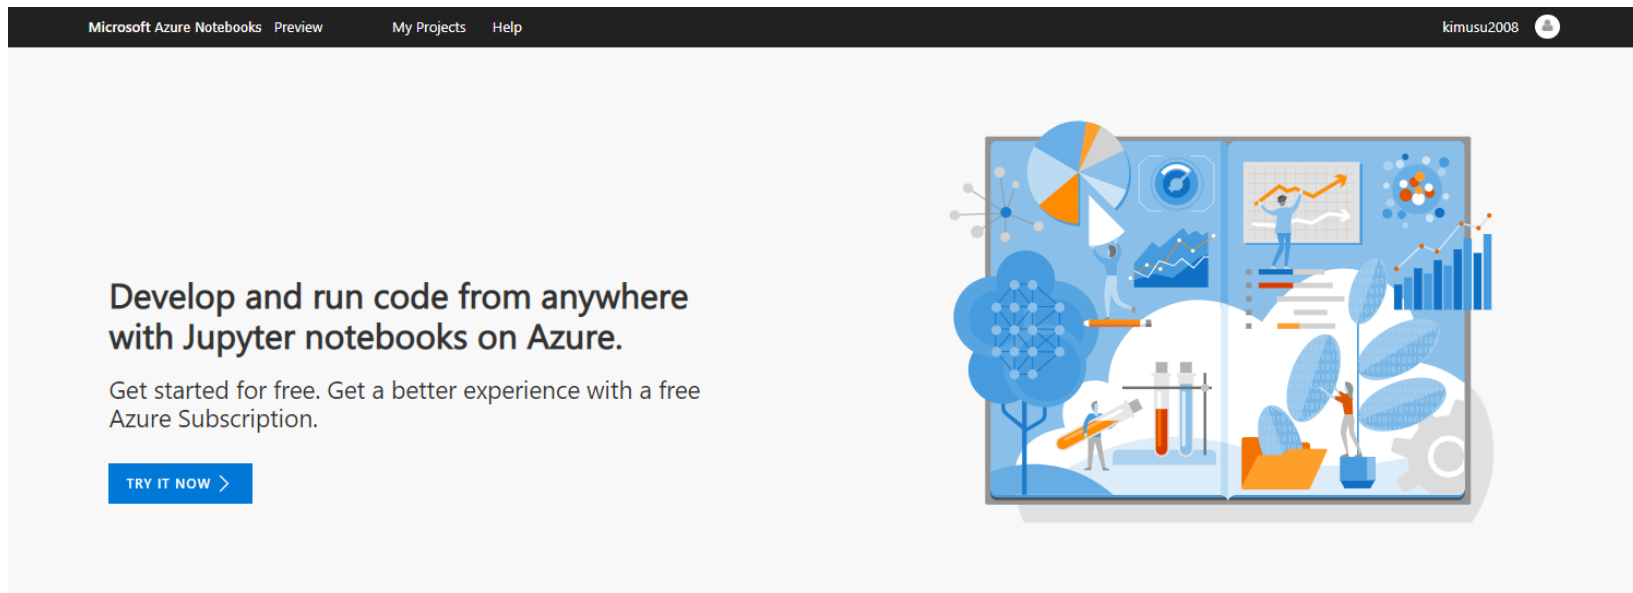 Microsoft Azure Notebooks Preview My Projects Help kimusu2008
Develop and run code from anywhere
with Jupyter notebooks on Azure.
Get started for free. Get a better experience with a free
Azure Subscription.
TRY IT NOW